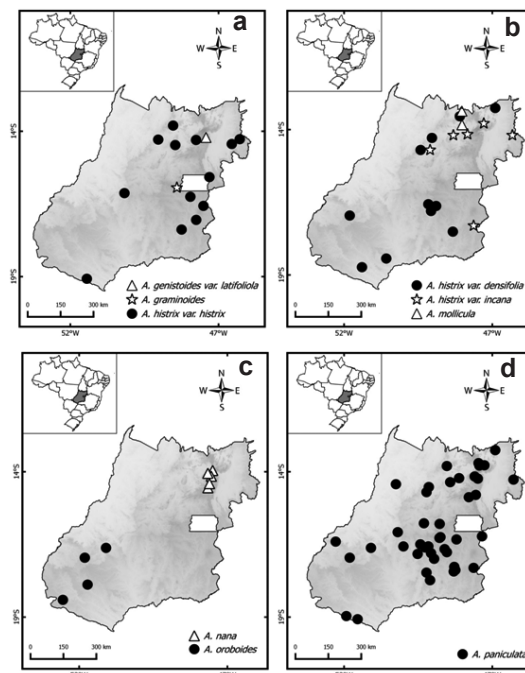 a
N
W E
S
14°S
19°S
△ A. genistoides var. latifoliola
☆ A. graminoides
● A. histrix var. histrix
0 150 300 km
52°W 47°W
b
N
W E
S
14°S
19°S
● A. histrix var. densifolia
☆ A. histrix var. incana
△ A. mollicula
0 150 300 km
52°W 47°W
c
N
W E
S
14°S
19°S
△ A. nana
● A. oroboides
0 150 300 km
d
N
W E
S
14°S
19°S
● A. paniculata
0 150 300 km